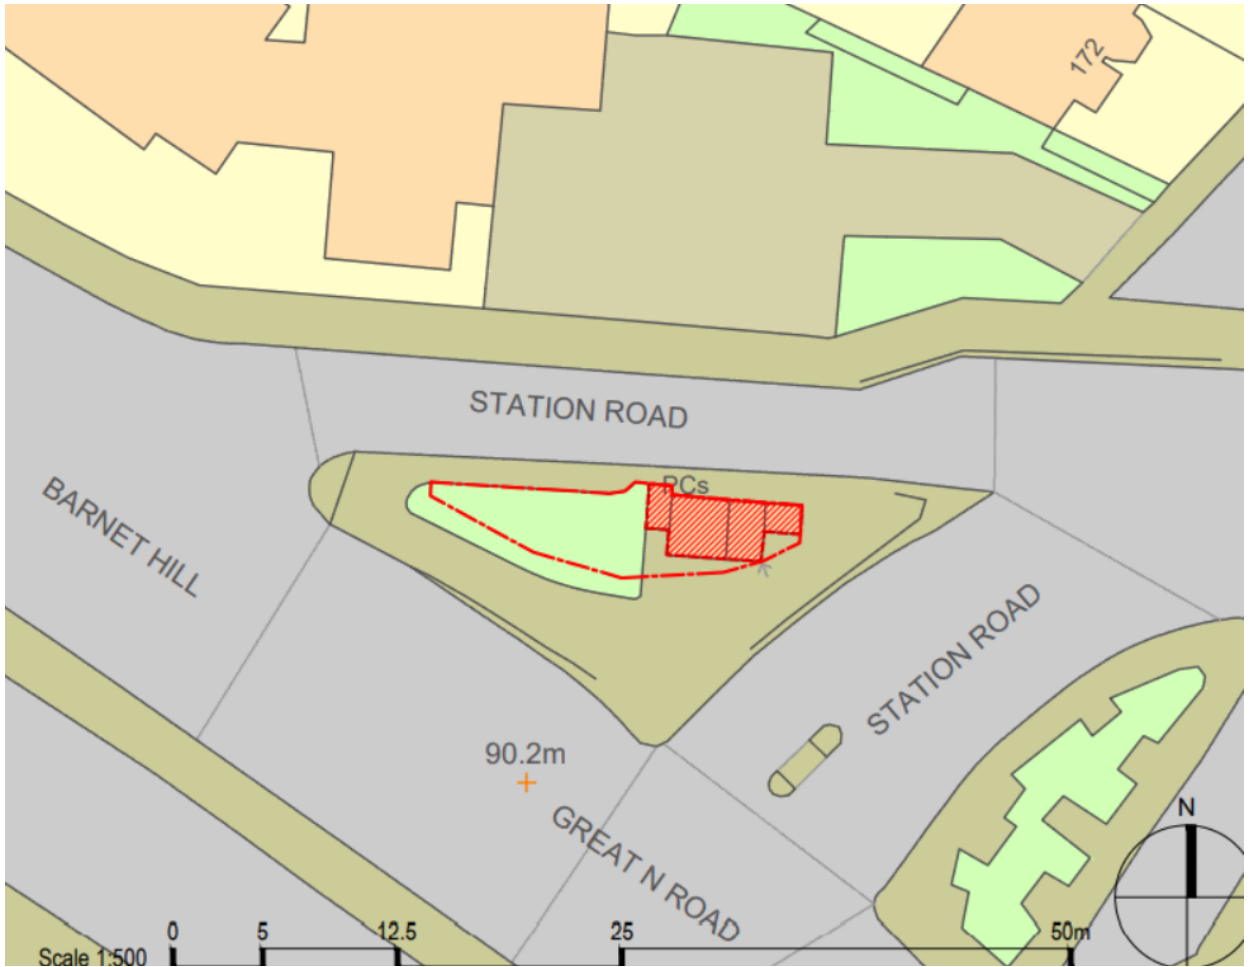 172
STATION ROAD
PCs
BARNET HILL
STATION ROAD
90.2m
GREAT N ROAD
N
0 5 12.5 25 50m
Scale 1:500